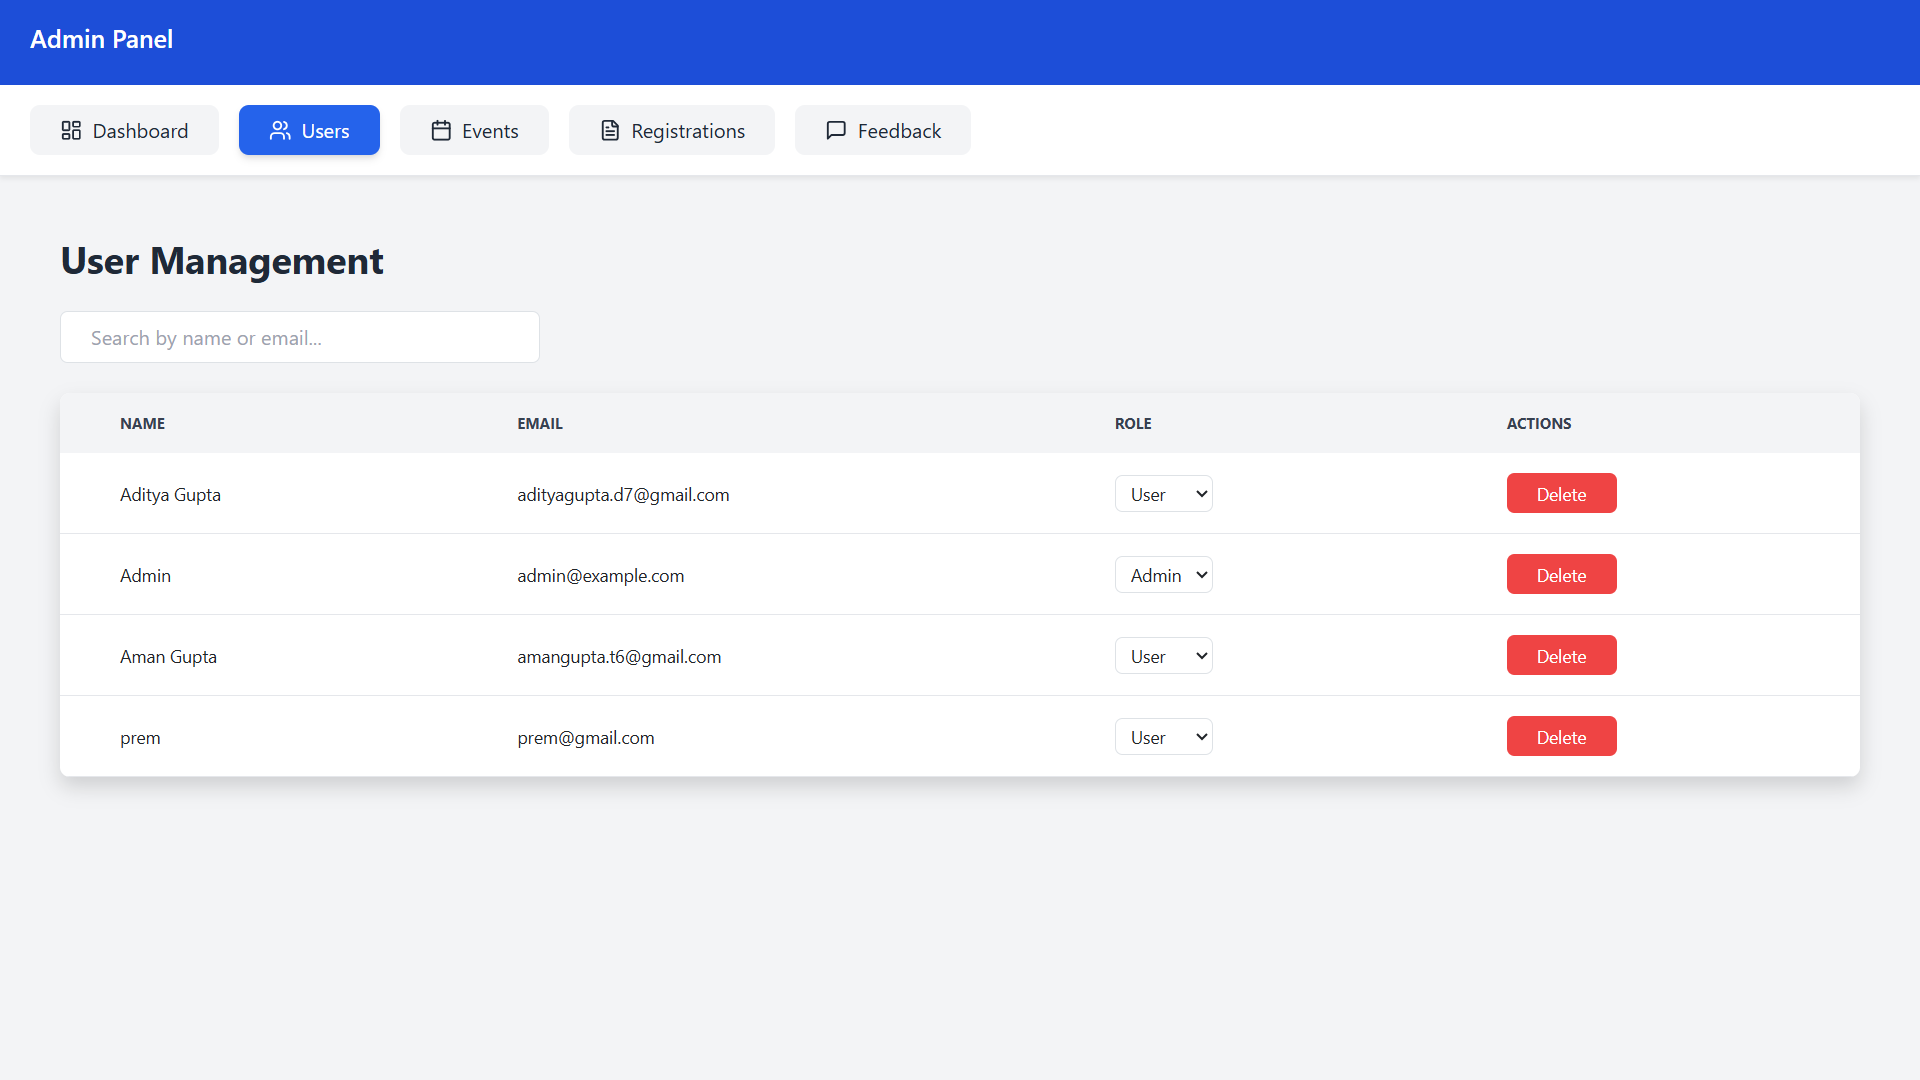 Admin Panel
Dashboard Users Events Registrations Feedback
User Management
Search by name or email...
NAME EMAIL ROLE ACTIONS
Aditya Gupta adityagupta.d7@gmail.com User Delete
Admin admin@example.com Admin Delete
Aman Gupta amangupta.t6@gmail.com User Delete
prem prem@gmail.com User Delete